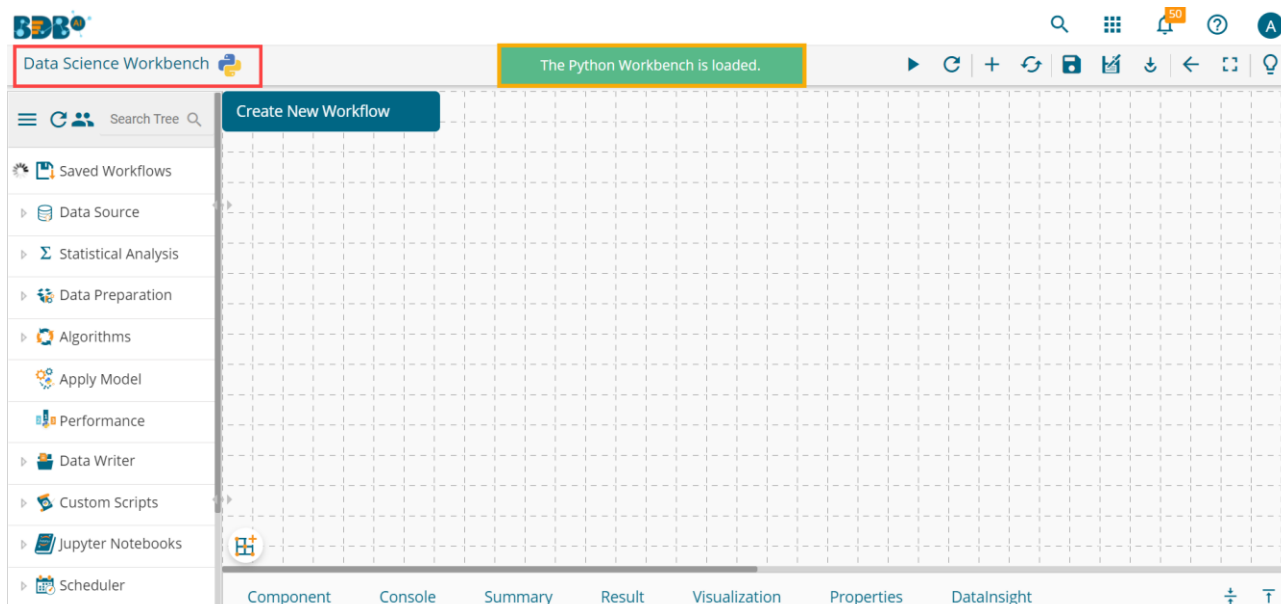 BDB AI
50
A
Data Science Workbench
The Python Workbench is loaded.
Search Tree
Create New Workflow
Saved Workflows
Data Source
Statistical Analysis
Data Preparation
Algorithms
Apply Model
Performance
Data Writer
Custom Scripts
Jupyter Notebooks
Scheduler
Component Console Summary Result Visualization Properties DataInsight